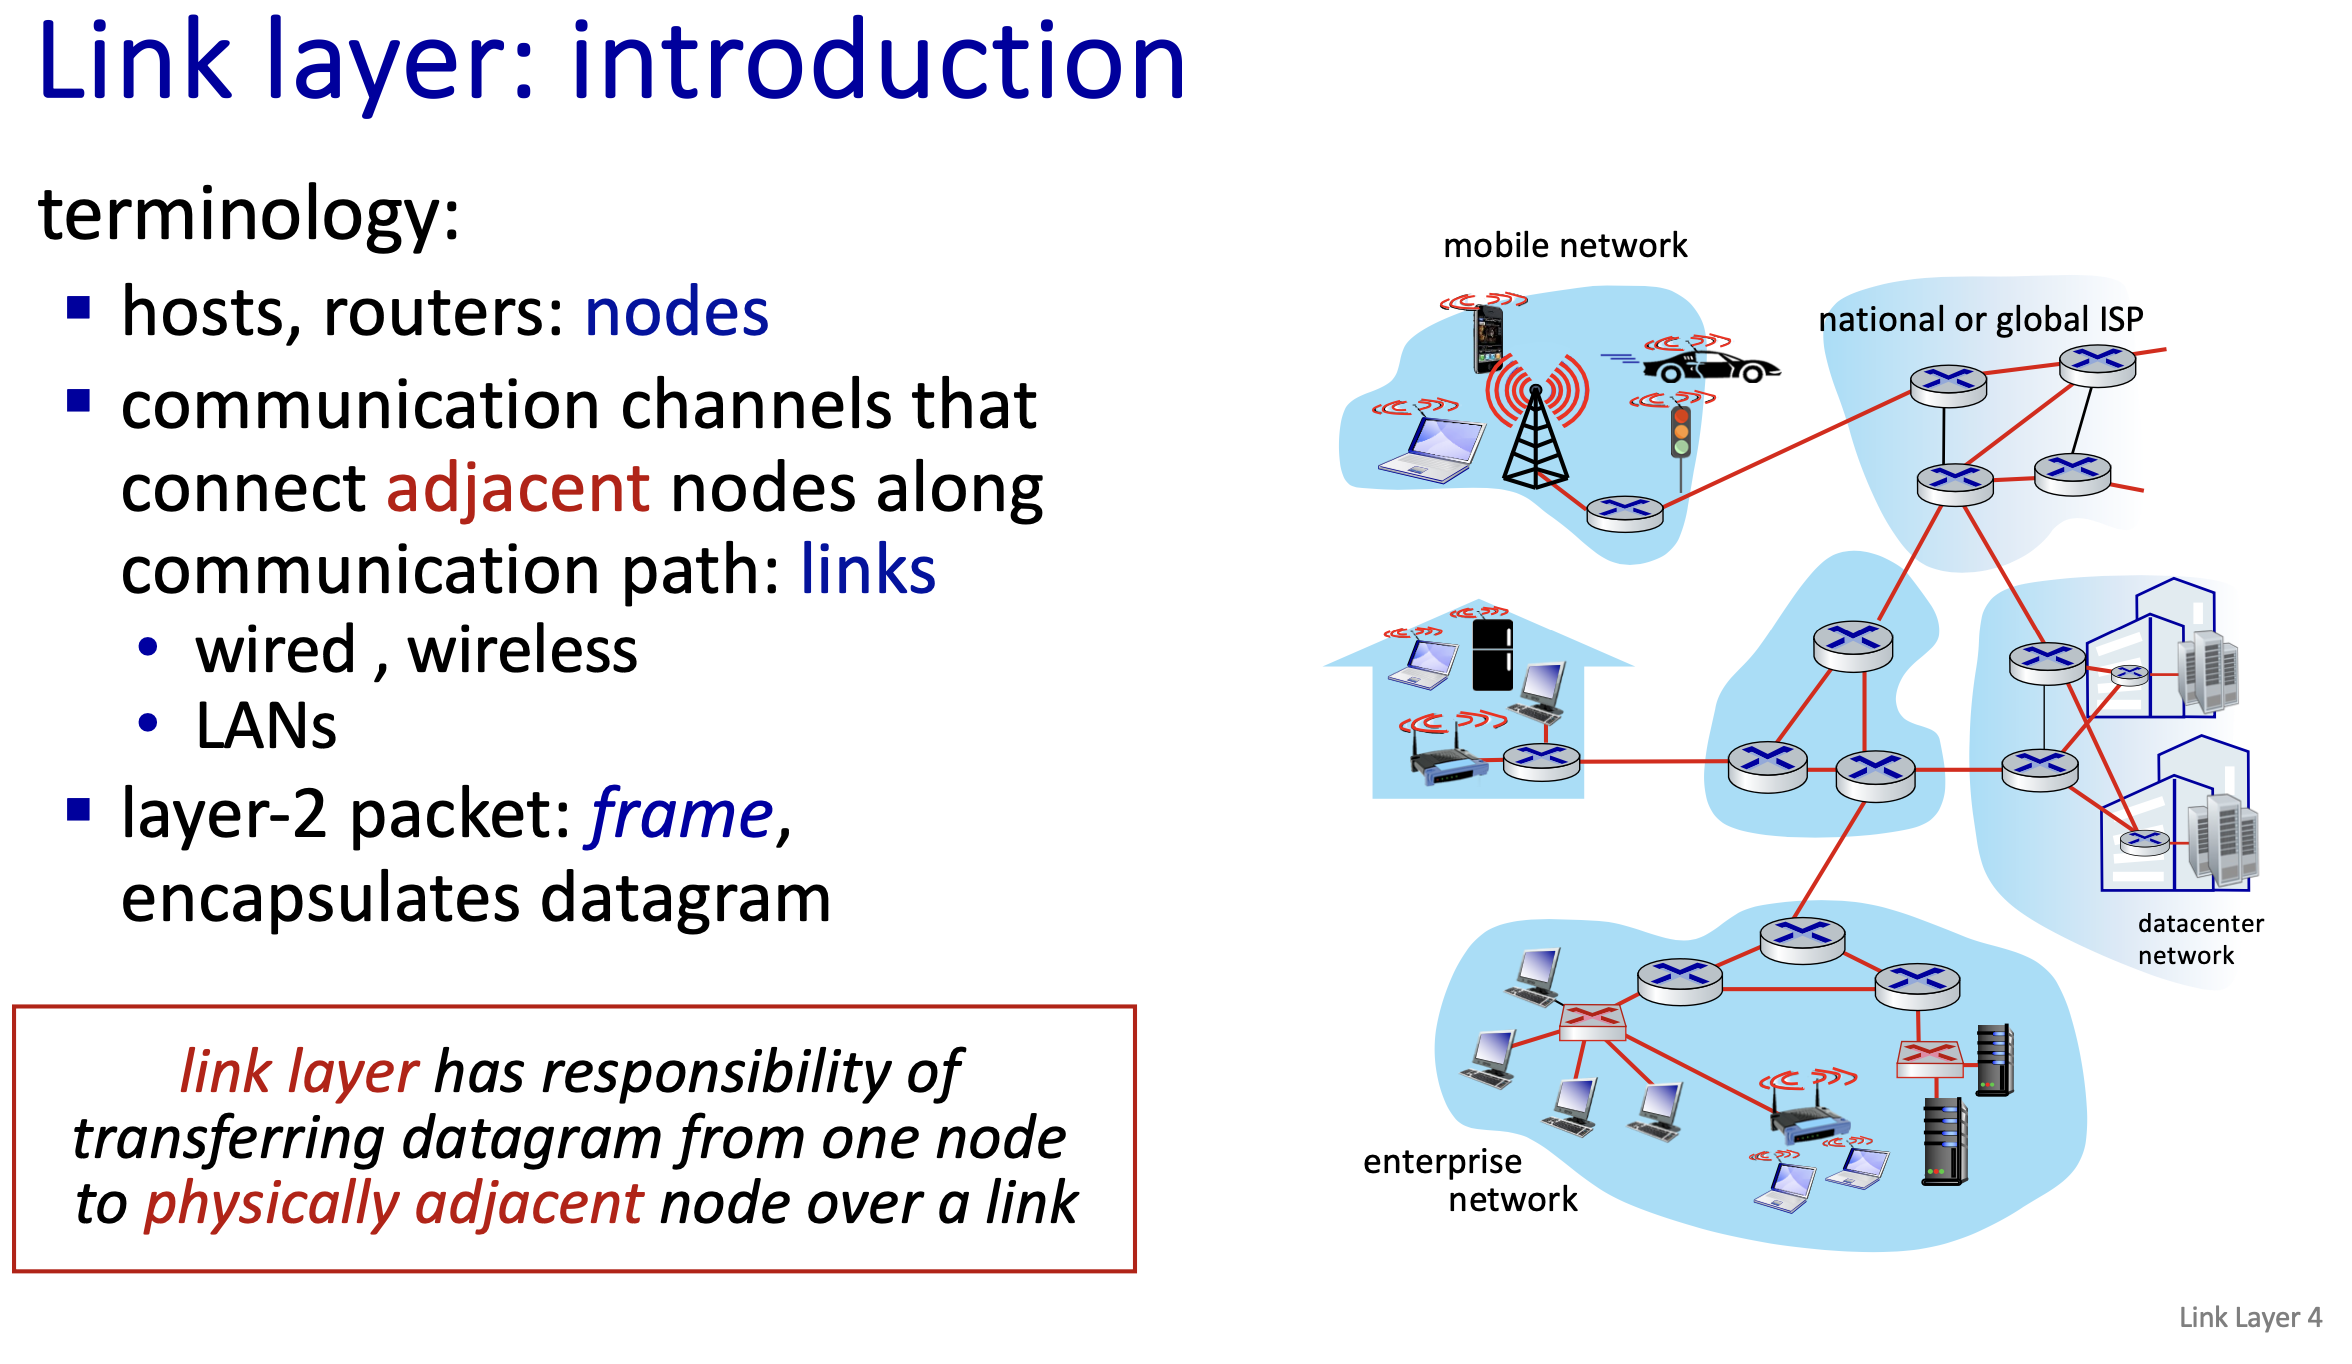 Link layer: introduction
terminology:
hosts, routers: nodes
communication channels that
connect adjacent nodes along
communication path: links
wired , wireless
LANs
layer-2 packet: frame,
encapsulates datagram
link layer has responsibility of
transferring datagram from one node
to physically adjacent node over a link
mobile network
national or global ISP
datacenter
network
enterprise
network
Link Layer 4